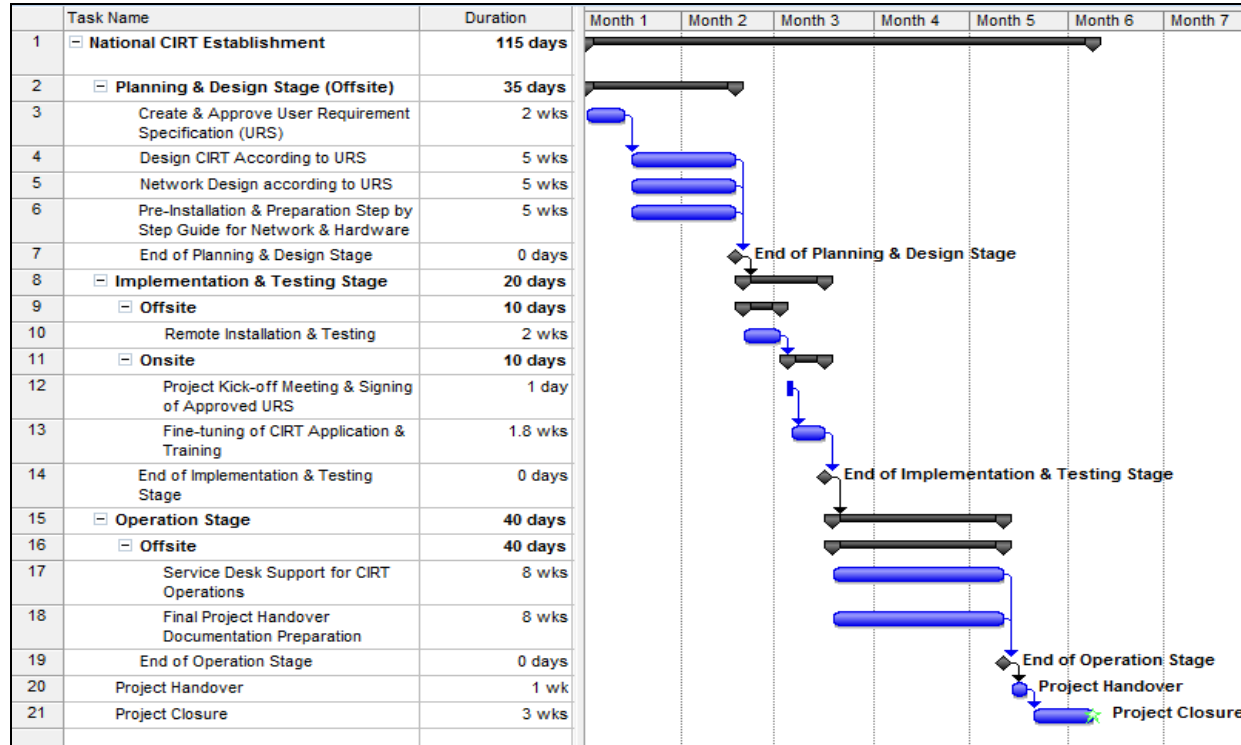 Task Name Duration Month 1 Month 2 Month 3 Month 4 Month 5 Month 6 Month 7
1 National CIRT Establishment 115 days
2 Planning & Design Stage (Offsite) 35 days
3 Create & Approve User Requirement 2 wks
Specification (URS)
4 Design CIRT According to URS 5 wks
5 Network Design according to URS 5 wks
6 Pre-Installation & Preparation Step by 5 wks
Step Guide for Network & Hardware
7 End of Planning & Design Stage 0 days End of Planning & Design Stage
8 Implementation & Testing Stage 20 days
9 Offsite 10 days
10 Remote Installation & Testing 2 wks
11 Onsite 10 days
12 Project Kick-off Meeting & Signing 1 day
of Approved URS
13 Fine-tuning of CIRT Application & 1.8 wks
Training
14 End of Implementation & Testing 0 days End of Implementation & Testing Stage
Stage
15 Operation Stage 40 days
16 Offsite 40 days
17 Service Desk Support for CIRT 8 wks
Operations
18 Final Project Handover 8 wks
Documentation Preparation
19 End of Operation Stage 0 days End of Operation Stage
20 Project Handover 1 wk Project Handover
21 Project Closure 3 wks Project Closure